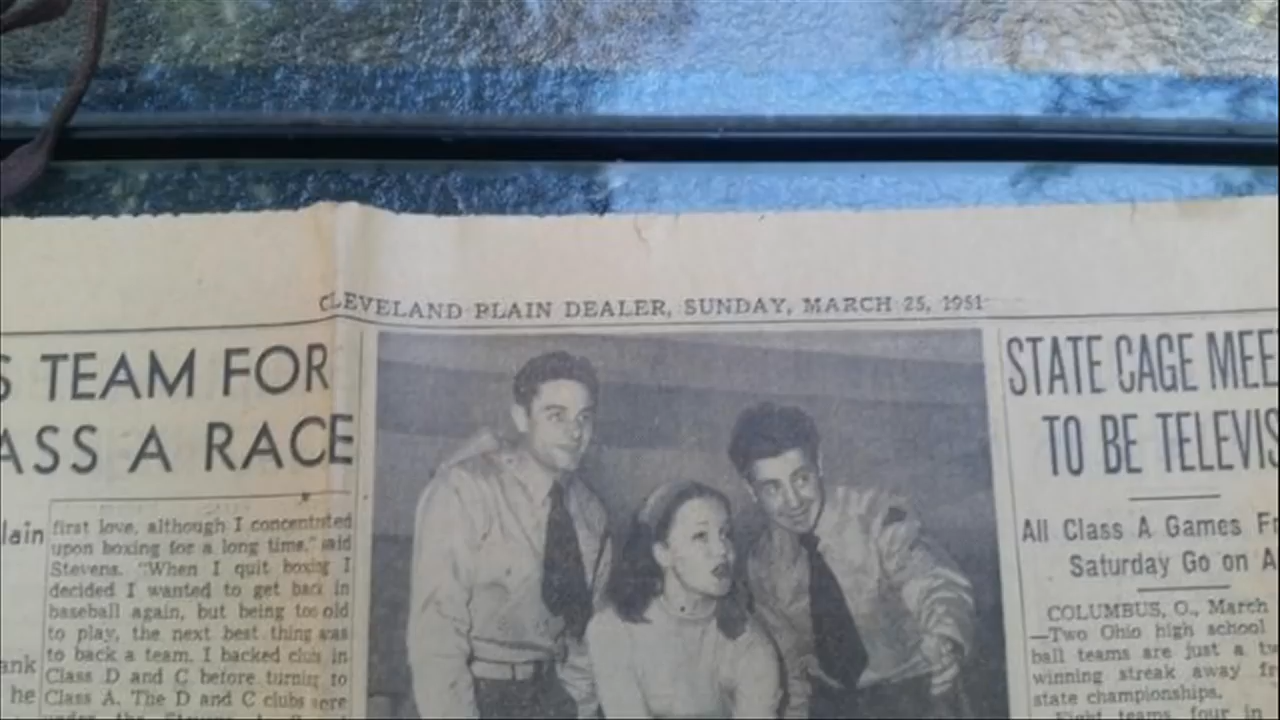 CLEVELAND PLAIN DEALER, SUNDAY, MARCH 25, 1951
S TEAM FOR
ASS A RACE
lain
ank
he
first love, although I concentrated
upon boxing for a long time," said
Stevens. "When I quit boxing I
decided I wanted to get back in
baseball again, but being too old
to play, the next best thing was
to back a team. I backed club in
Class D and C before turning to
Class A. The D and C clubs were
under the
STATE CAGE MEE
TO BE TELEVIS
All Class A Games F
Saturday Go on A
COLUMBUS, O., March
—Two Ohio high school
ball teams are just a tw
winning streak away fr
state championships.
Eight teams, four in